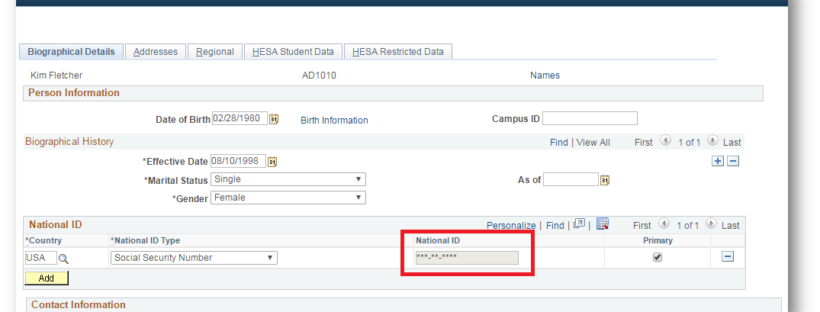 Biographical Details Addresses Regional HESA Student Data HESA Restricted Data
Kim Fletcher AD1010 Names
Person Information
Date of Birth 02/28/1980 Birth Information Campus ID
Biographical History Find | View All First 1 of 1 Last
*Effective Date 08/10/1998
*Marital Status Single As of
*Gender Female
National ID Personalize | Find | First 1 of 1 Last
*Country *National ID Type National ID Primary
USA Social Security Number ***-**-****
Add
Contact Information